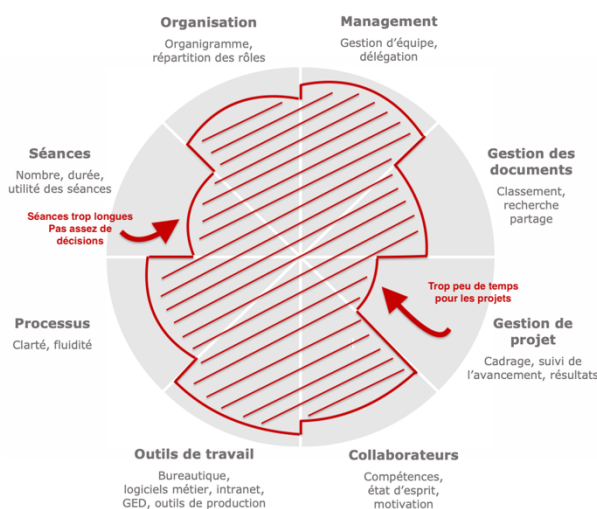 Organisation
Organigramme,
répartition des rôles
Management
Gestion d'équipe,
délégation
Séances
Nombre, durée,
utilité des séances
Séances trop longues
Pas assez de
décisions
Gestion des
documents
Classement,
recherche
partage
Trop peu de temps
pour les projets
Processus
Clarté, fluidité
Gestion de
projet
Cadrage, suivi de
l'avancement, résultats
Outils de travail
Bureautique,
logiciels métier, intranet,
GED, outils de production
Collaborateurs
Compétences,
état d'esprit,
motivation